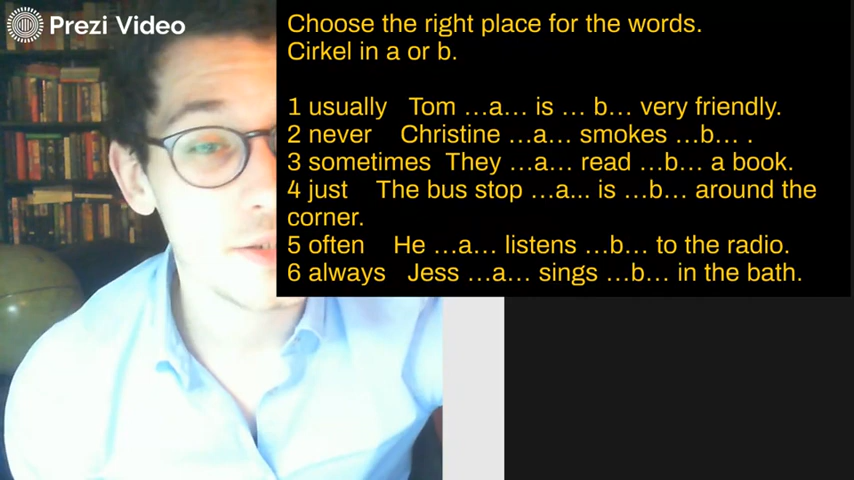 Prezi Video
Choose the right place for the words.
Cirkel in a or b.
1 usually Tom …a… is … b… very friendly.
2 never Christine …a… smokes …b… .
3 sometimes They …a… read …b… a book.
4 just The bus stop …a... is …b… around the
corner.
5 often He …a… listens …b… to the radio.
6 always Jess …a… sings …b… in the bath.